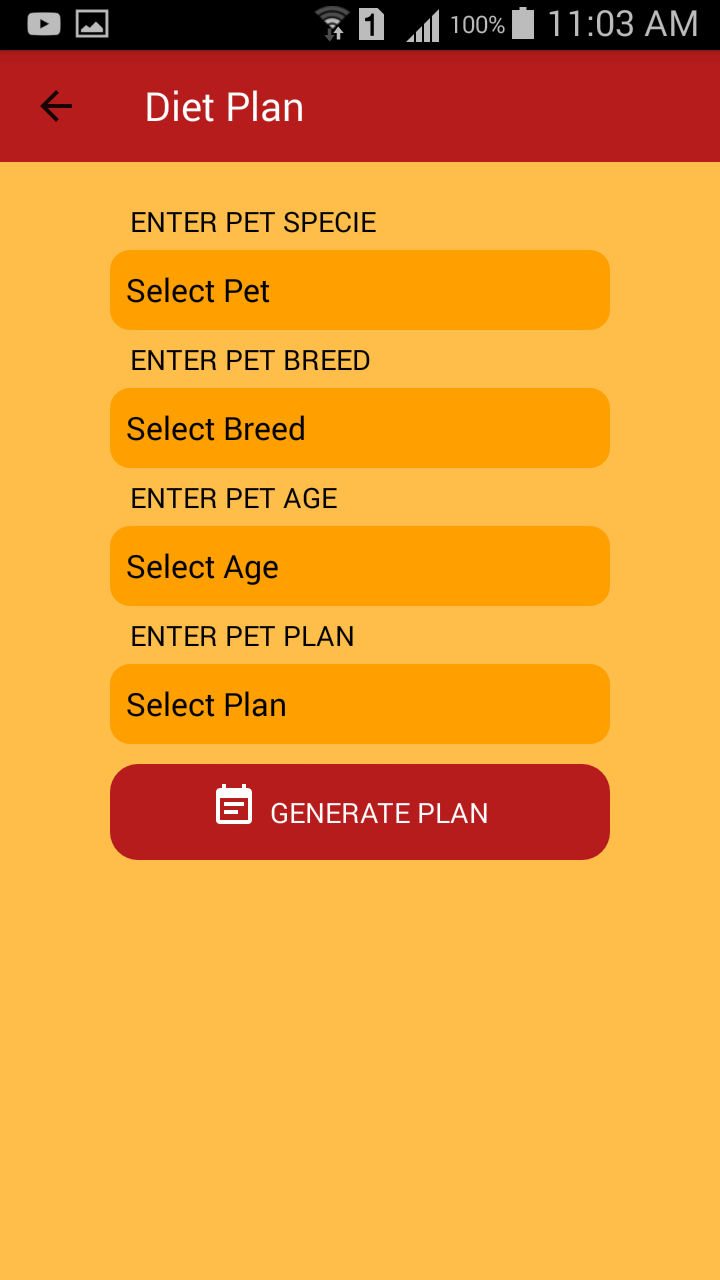 1 100% 11:03 AM
Diet Plan
ENTER PET SPECIE
Select Pet
ENTER PET BREED
Select Breed
ENTER PET AGE
Select Age
ENTER PET PLAN
Select Plan
GENERATE PLAN